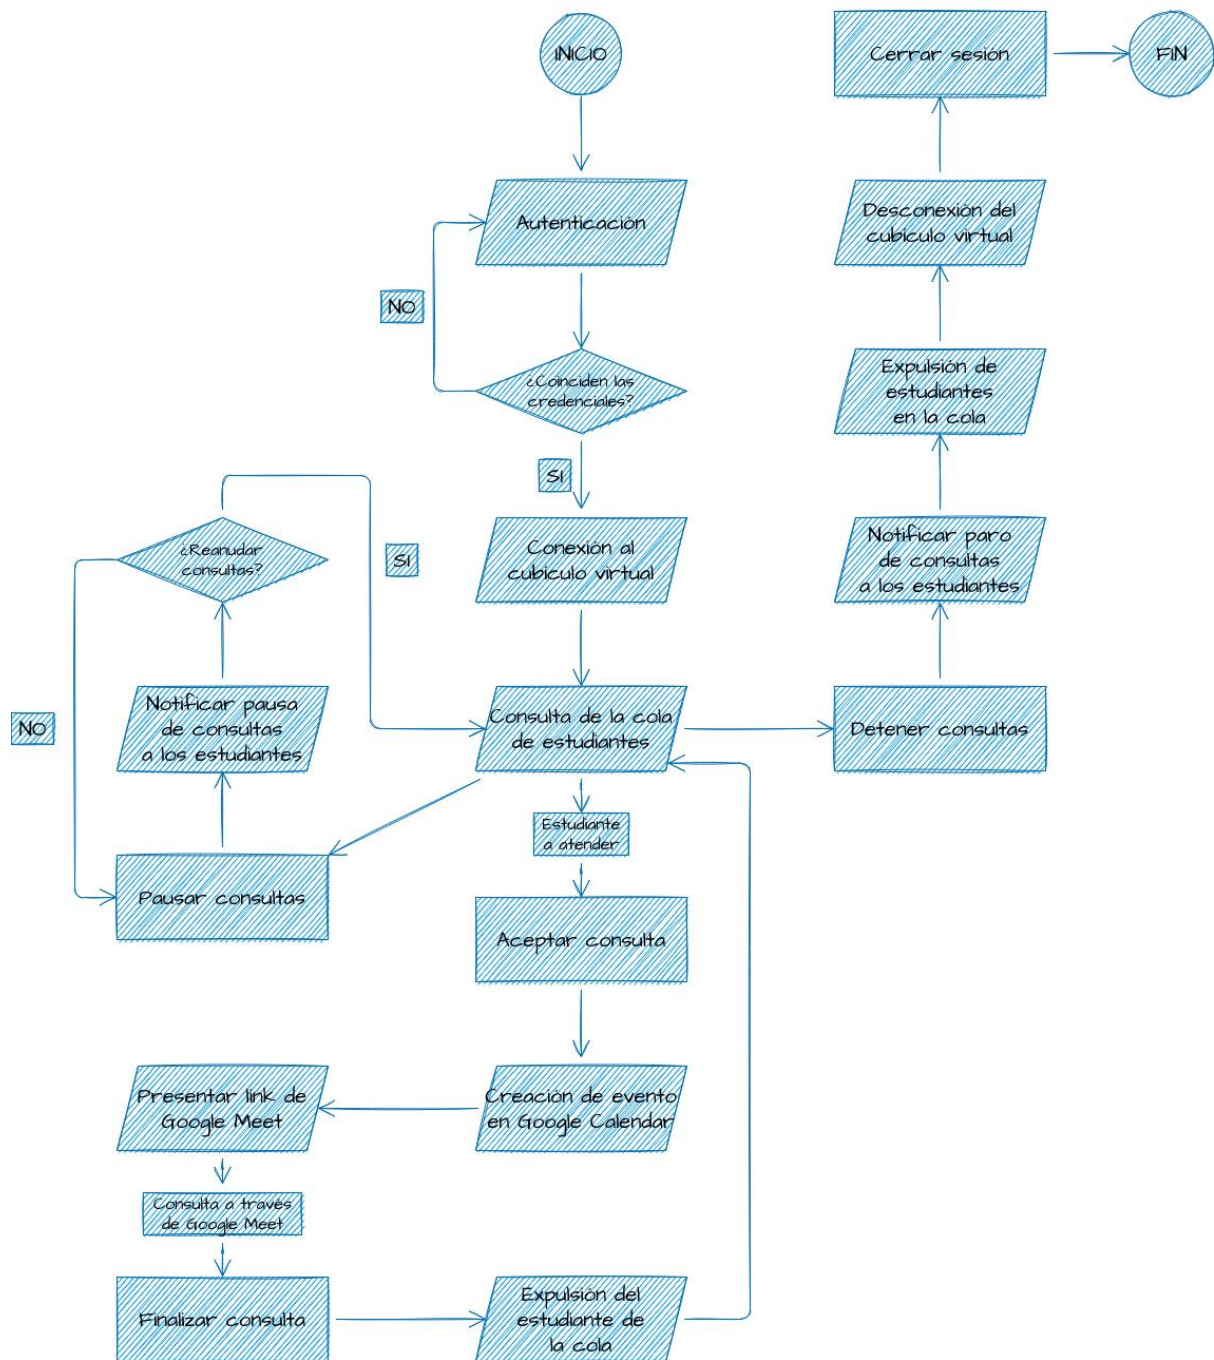 INICIO
Cerrar sesión
FIN
Autenticación
Desconexión del
cubículo virtual
NO
¿Coinciden las
credenciales?
Expulsión de
estudiantes
en la cola
SI
¿Reanudar
consultas?
SI
Conexión al
cubículo virtual
Notificar paro
de consultas
a los estudiantes
NO
Notificar pausa
de consultas
a los estudiantes
Consulta de la cola
de estudiantes
Detener consultas
Estudiante
a atender
Pausar consultas
Aceptar consulta
Presentar link de
Google Meet
Creación de evento
en Google Calendar
Consulta a través
de Google Meet
Finalizar consulta
Expulsión del
estudiante de
la cola